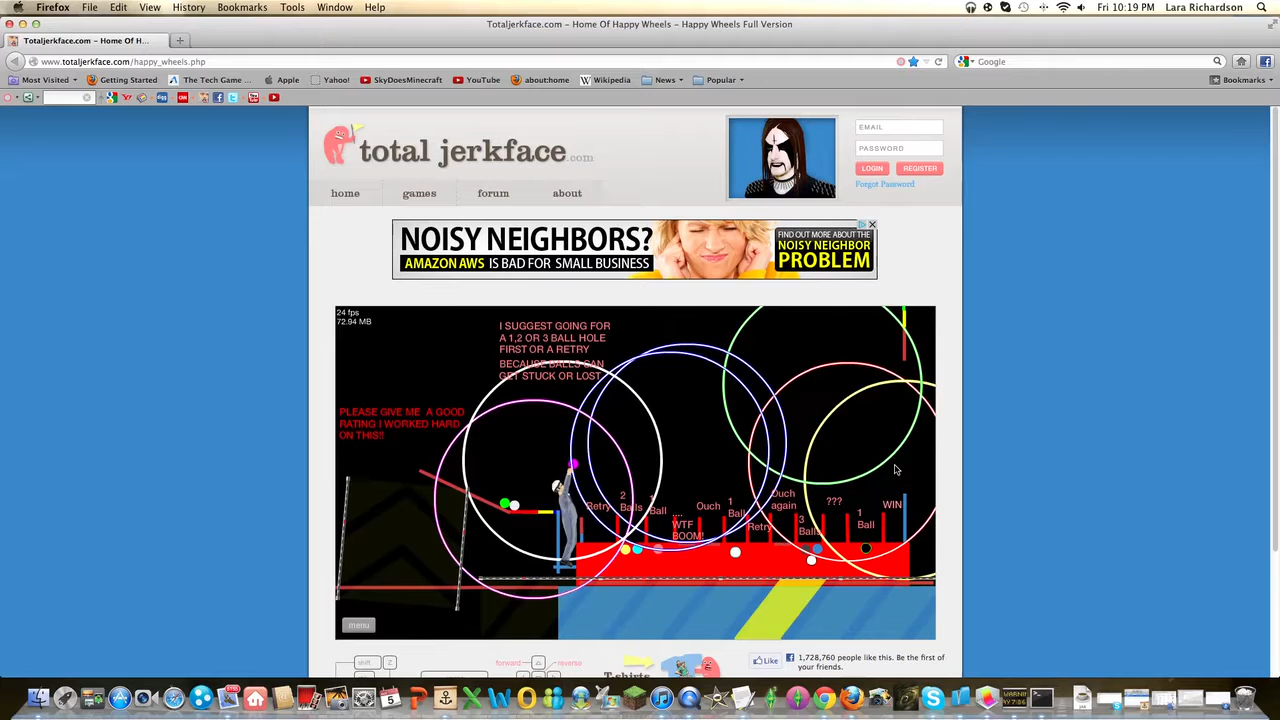 Firefox File Edit View History Bookmarks Tools Window Help Fri 10:19 PM Lara Richardson
Totaljerkface.com – Home Of Happy Wheels – Happy Wheels Full Version
Totaljerkface.com – Home Of H...
www.totaljerkface.com/happy_wheels.php Google
Most Visited Getting Started The Tech Game ... Apple Yahoo! SkyDoesMinecraft YouTube about:home Wikipedia News Popular Bookmarks
total jerkface.com
EMAIL
PASSWORD
LOGIN REGISTER
Forgot Password
home games forum about
NOISY NEIGHBORS?
AMAZON AWS IS BAD FOR SMALL BUSINESS
FIND OUT MORE ABOUT THE
NOISY NEIGHBOR
PROBLEM
24 fps
72.94 MB
I SUGGEST GOING FOR
A 1,2 OR 3 BALL HOLE
FIRST OR A RETRY
BECAUSE BALLS CAN
GET STUCK OR LOST
PLEASE GIVE ME A GOOD
RATING I WORKED HARD
ON THIS!!
Retry
2
Balls
1
Ball
....
WTF
BOOM!
Ouch
1
Ball
Retry
Ouch
again
3
Balls
???
1
Ball
WIN
menu
shift Z forward reverse
T-shirts
Like 1,728,760 people like this. Be the first of
your friends.